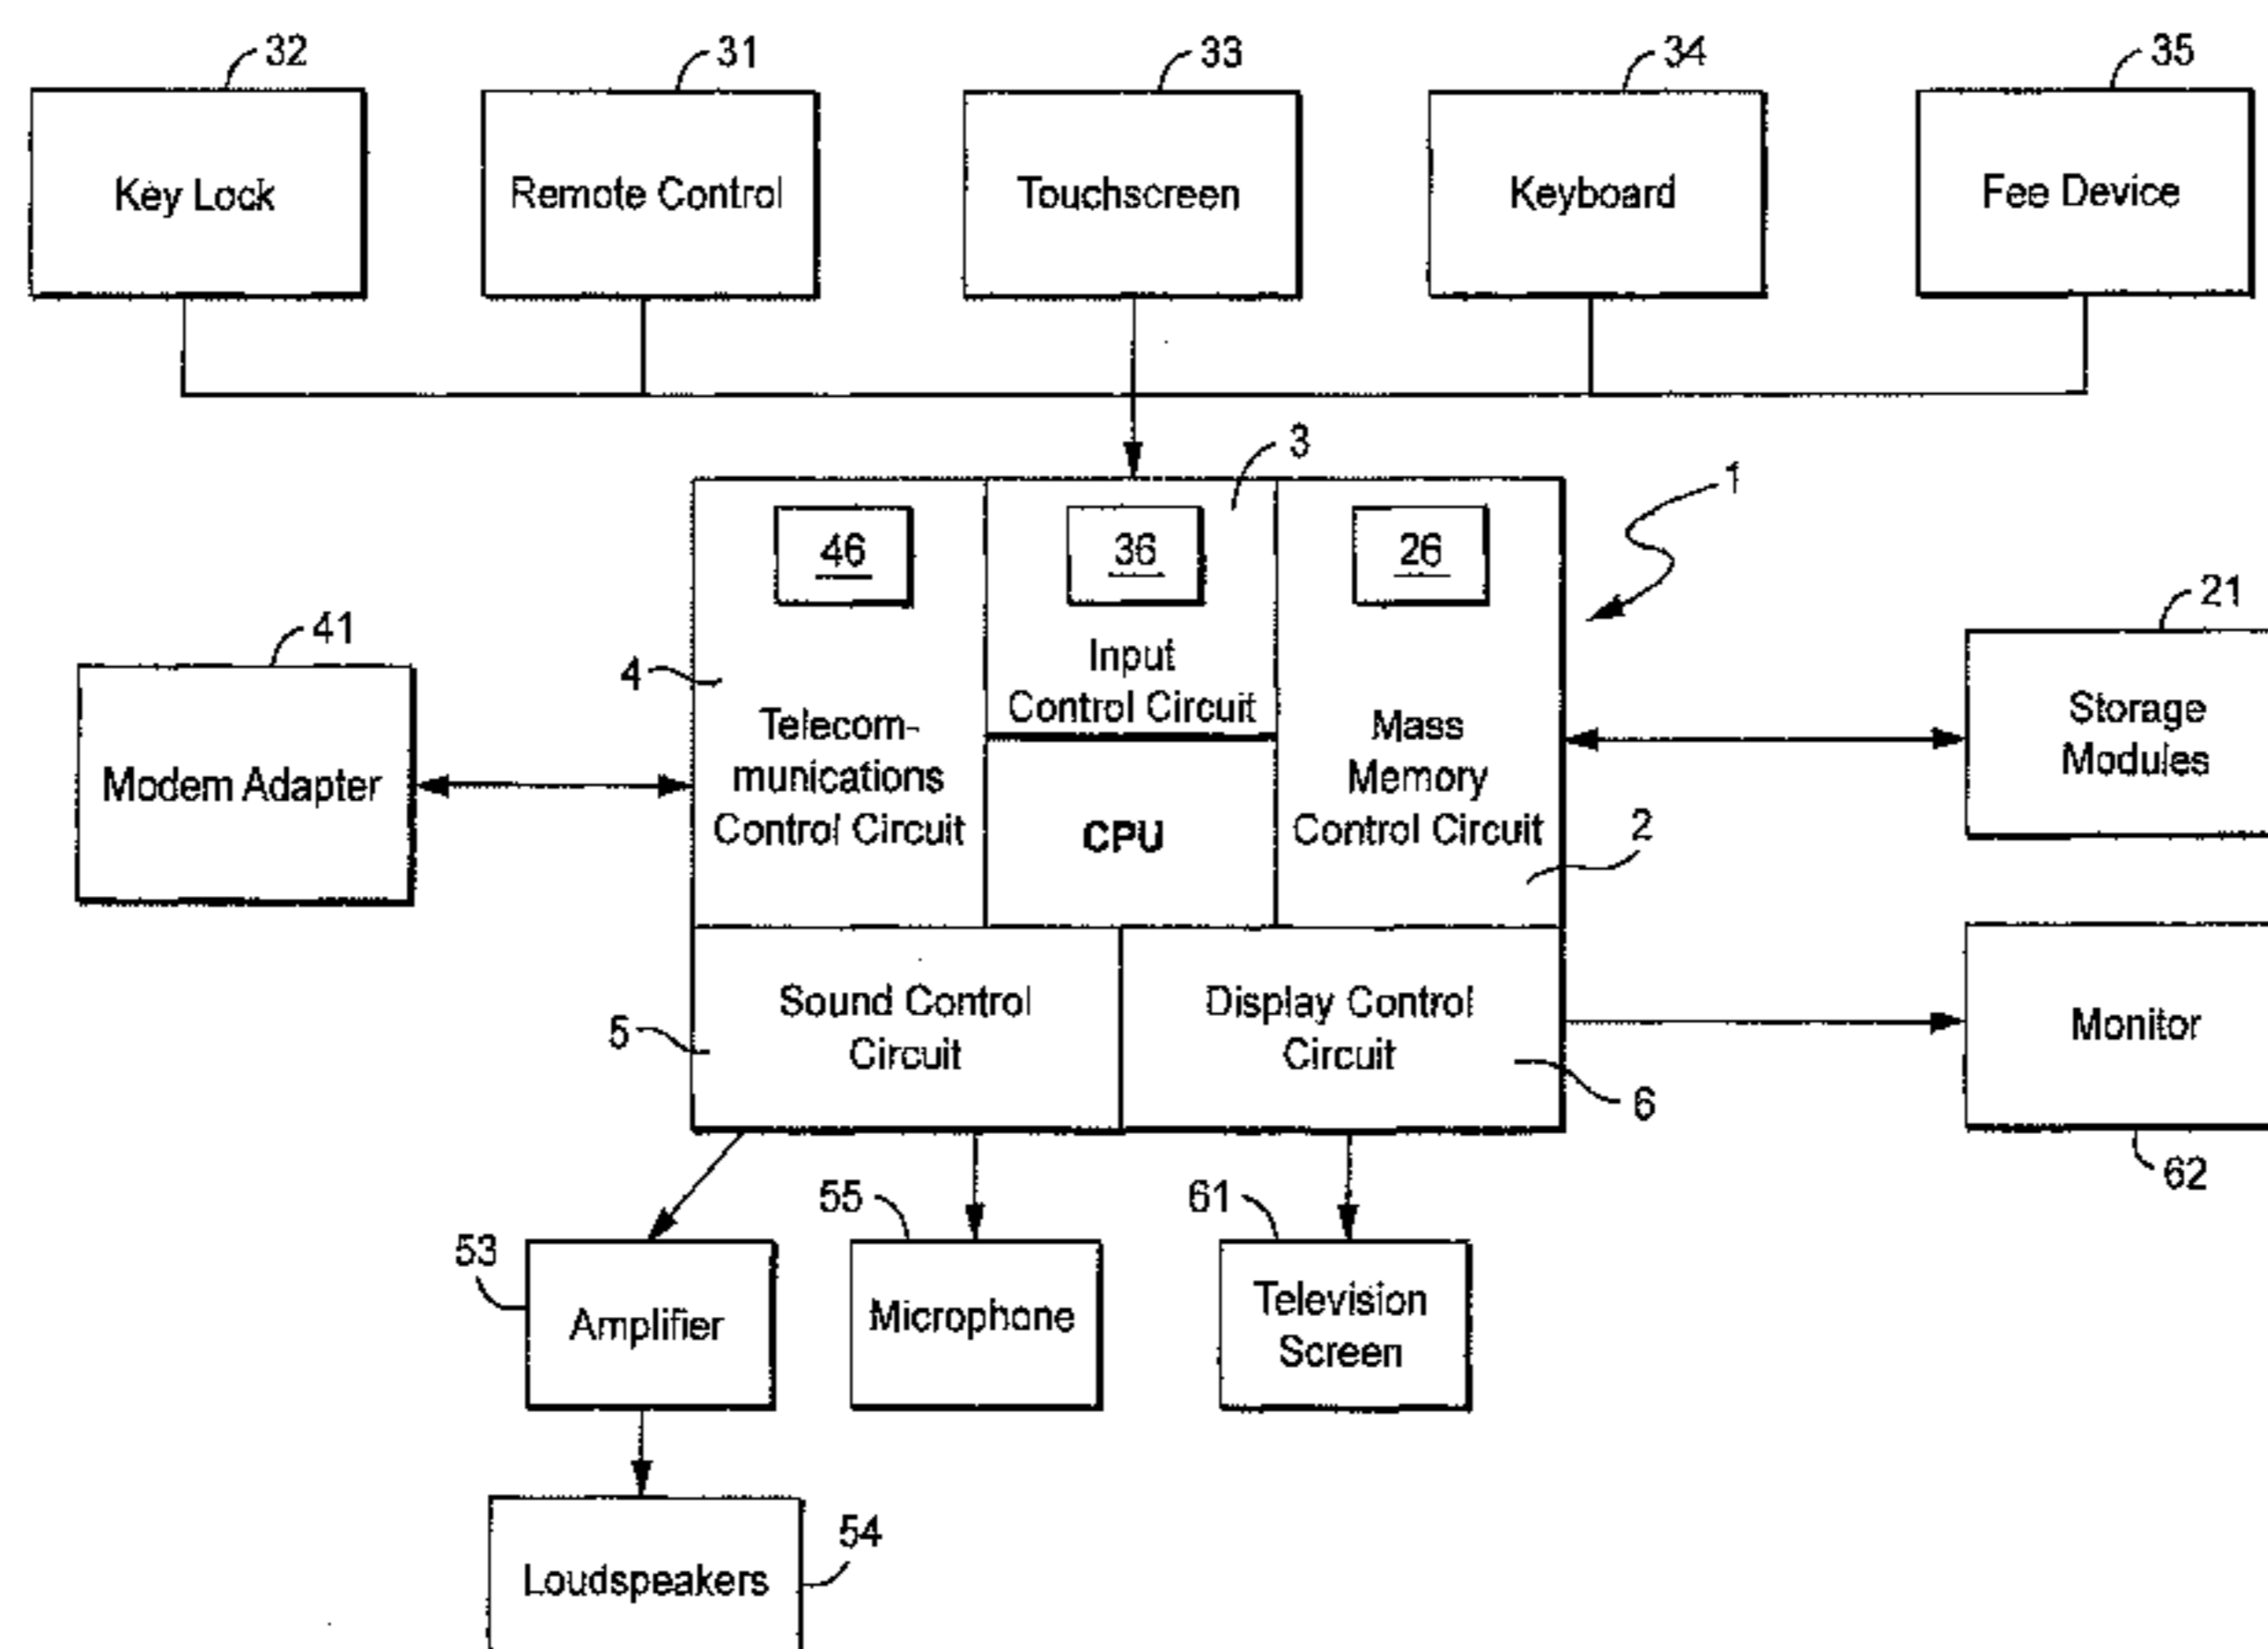 32
31
33
34
35
Key Lock
Remote Control
Touchscreen
Keyboard
Fee Device
3
1
46
36
26
21
41
4
Input
Control Circuit
Telecom-
munications
Control Circuit
Mass
Memory
Control Circuit
Storage
Modules
Modem Adapter
CPU
2
Sound Control
Circuit
Display Control
Circuit
Monitor
5
6
62
53
55
61
Amplifier
Microphone
Television
Screen
54
Loudspeakers